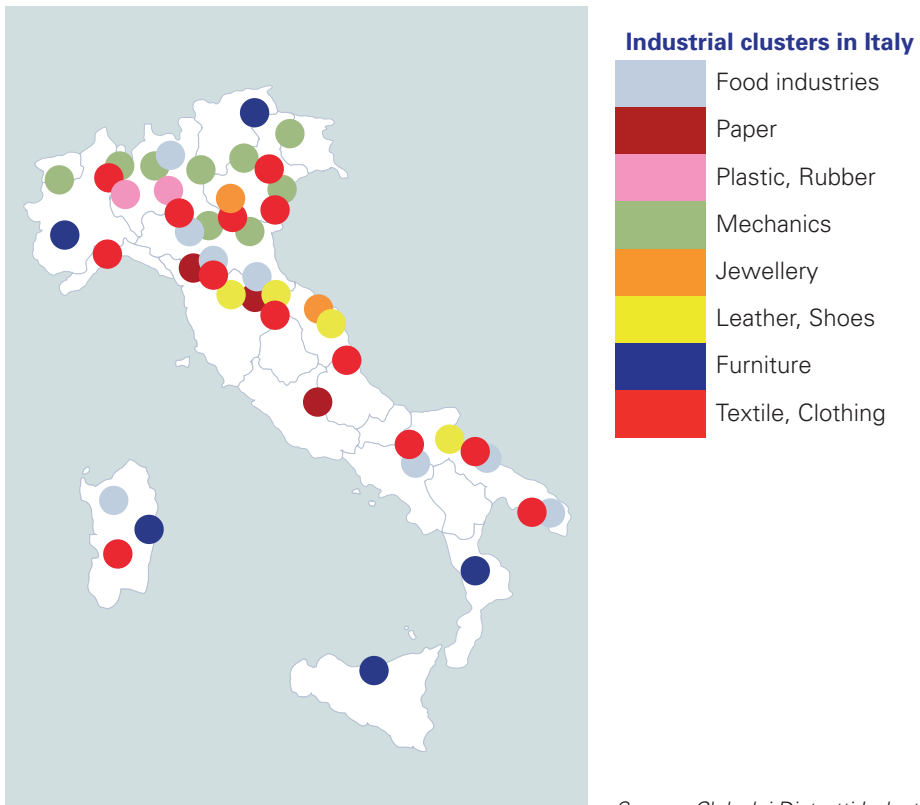 Industrial clusters in Italy
Food industries
Paper
Plastic, Rubber
Mechanics
Jewellery
Leather, Shoes
Furniture
Textile, Clothing